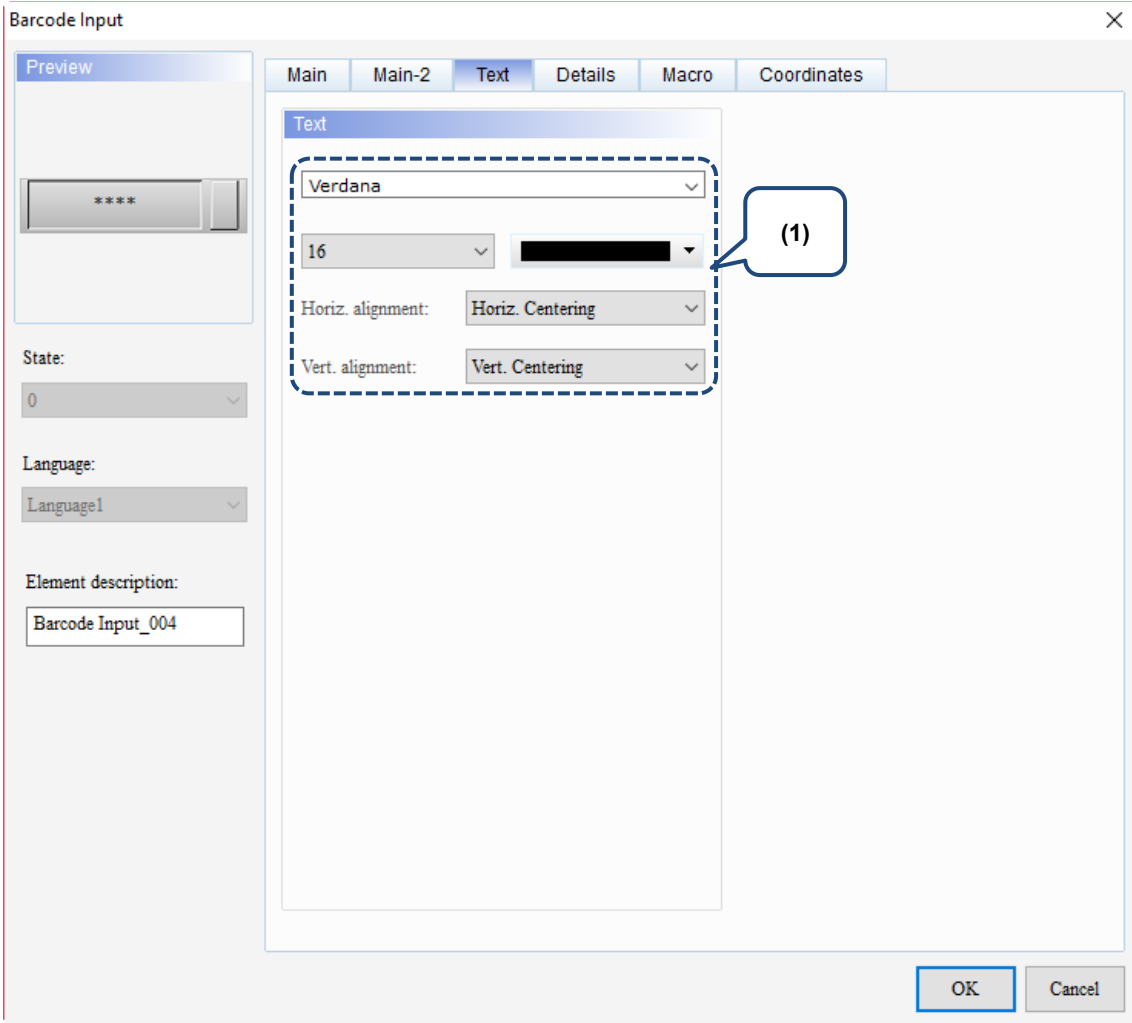 Barcode Input
Preview
Main Main-2 Text Details Macro Coordinates
Text
Verdana
****
(1)
16
Horiz. alignment: Horiz. Centering
State:
Vert. alignment: Vert. Centering
0
Language:
Language1
Element description:
Barcode Input_004
OK Cancel